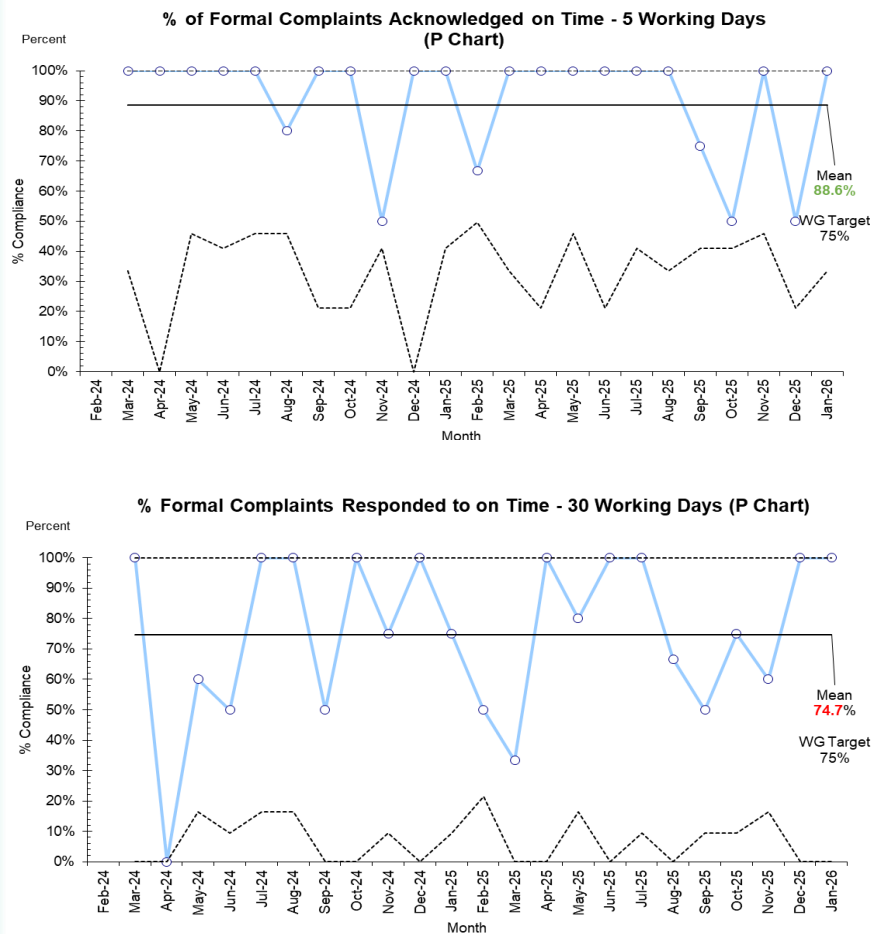 % of Formal Complaints Acknowledged on Time - 5 Working Days
(P Chart)
Percent
100%
90%
80%
70%
60%
50%
40%
30%
20%
10%
0%
% Compliance
Mean
88.6%
WG Target
75%
Feb-24
Mar-24
Apr-24
May-24
Jun-24
Jul-24
Aug-24
Sep-24
Oct-24
Nov-24
Dec-24
Jan-25
Feb-25
Mar-25
Apr-25
May-25
Jun-25
Jul-25
Aug-25
Sep-25
Oct-25
Nov-25
Dec-25
Jan-26
Month
% Formal Complaints Responded to on Time - 30 Working Days (P Chart)
Percent
100%
90%
80%
70%
60%
50%
40%
30%
20%
10%
0%
% Compliance
Mean
74.7%
WG Target
75%
Feb-24
Mar-24
Apr-24
May-24
Jun-24
Jul-24
Aug-24
Sep-24
Oct-24
Nov-24
Dec-24
Jan-25
Feb-25
Mar-25
Apr-25
May-25
Jun-25
Jul-25
Aug-25
Sep-25
Oct-25
Nov-25
Dec-25
Jan-26
Month